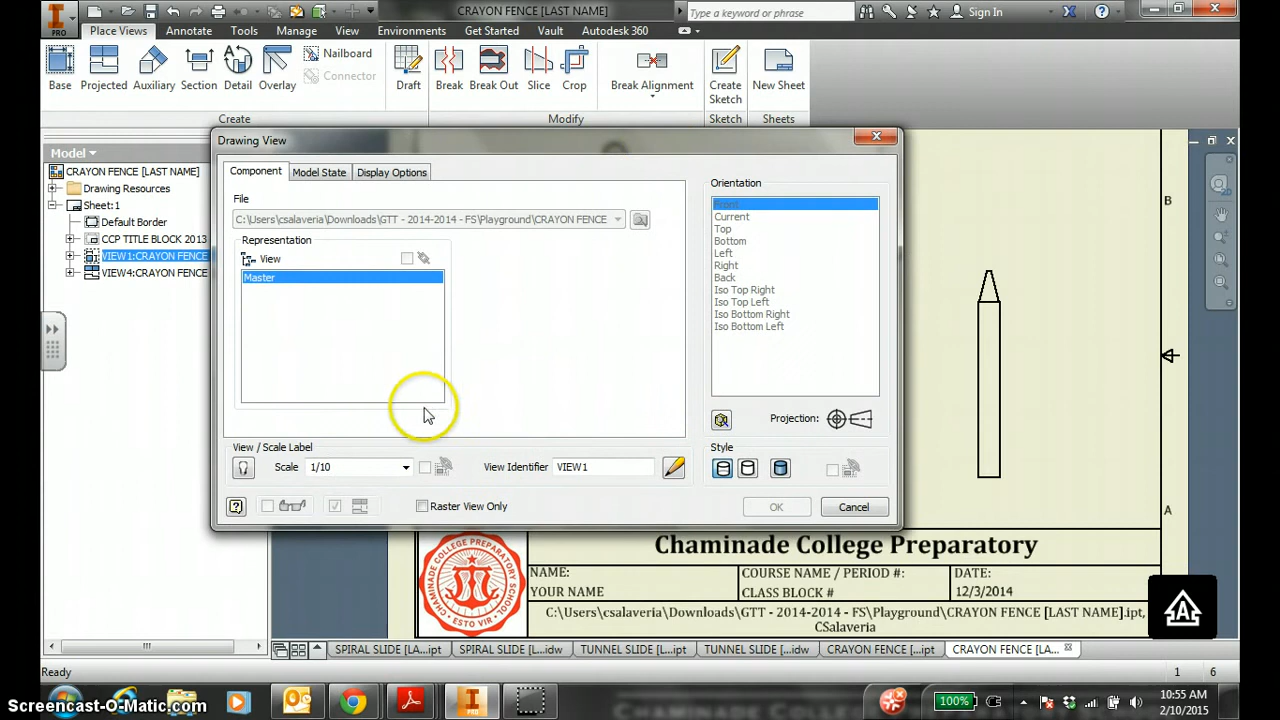 CRAYON FENCE [LAST NAME]
Type a keyword or phrase
Sign In
PRO
Place Views
Annotate
Tools
Manage
View
Environments
Get Started
Vault
Autodesk 360
Base
Projected
Auxiliary
Section
Detail
Overlay
Nailboard
Connector
Draft
Break
Break Out
Slice
Crop
Break Alignment
Create
Sketch
New Sheet
Create
Modify
Sketch
Sheets
Model
CRAYON FENCE [LAST NAME]
Drawing Resources
Sheet:1
Default Border
CCP TITLE BLOCK 2013
VIEW1:CRAYON FENCE
VIEW4:CRAYON FENCE
Drawing View
Component
Model State
Display Options
File
C:\Users\csalaveria\Downloads\GTT - 2014-2014 - FS\Playground\CRAYON FENCE
Representation
View
Master
Orientation
Front
Current
Top
Bottom
Left
Right
Back
Iso Top Right
Iso Top Left
Iso Bottom Right
Iso Bottom Left
Projection:
View / Scale Label
Scale
1/10
View Identifier
VIEW1
Style
Raster View Only
OK
Cancel
B
A
Chaminade College Preparatory
CHAMINADE COLLEGE PREPARATORY SCHOOL
ESTO VIR
NAME:
YOUR NAME
COURSE NAME / PERIOD #:
CLASS BLOCK #
DATE:
12/3/2014
C:\Users\csalaveria\Downloads\GTT - 2014-2014 - FS\Playground\CRAYON FENCE [LAST NAME].ipt,
CSalaveria
SPIRAL SLIDE [L...ipt
SPIRAL SLIDE [L...idw
TUNNEL SLIDE [L...ipt
TUNNEL SLIDE [L...idw
CRAYON FENCE [...ipt
CRAYON FENCE [LA...
Ready
1
6
PRO
100%
10:55 AM
2/10/2015
Screencast-O-Matic.com